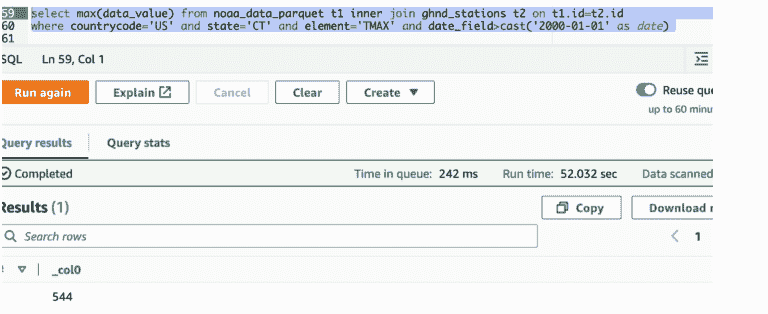 59 select max(data_value) from noaa_data_parquet t1 inner join ghnd_stations t2 on t1.id=t2.id
60 where countrycode='US' and state='CT' and element='TMAX' and date_field>cast('2000-01-01' as date)
61
SQL Ln 59, Col 1
Run again Explain Cancel Clear Create Reuse
up to 60
Query results Query stats
Completed Time in queue: 242 ms Run time: 52.032 sec Data scanned
Results (1) Copy Download
Search rows 1
_col0
544